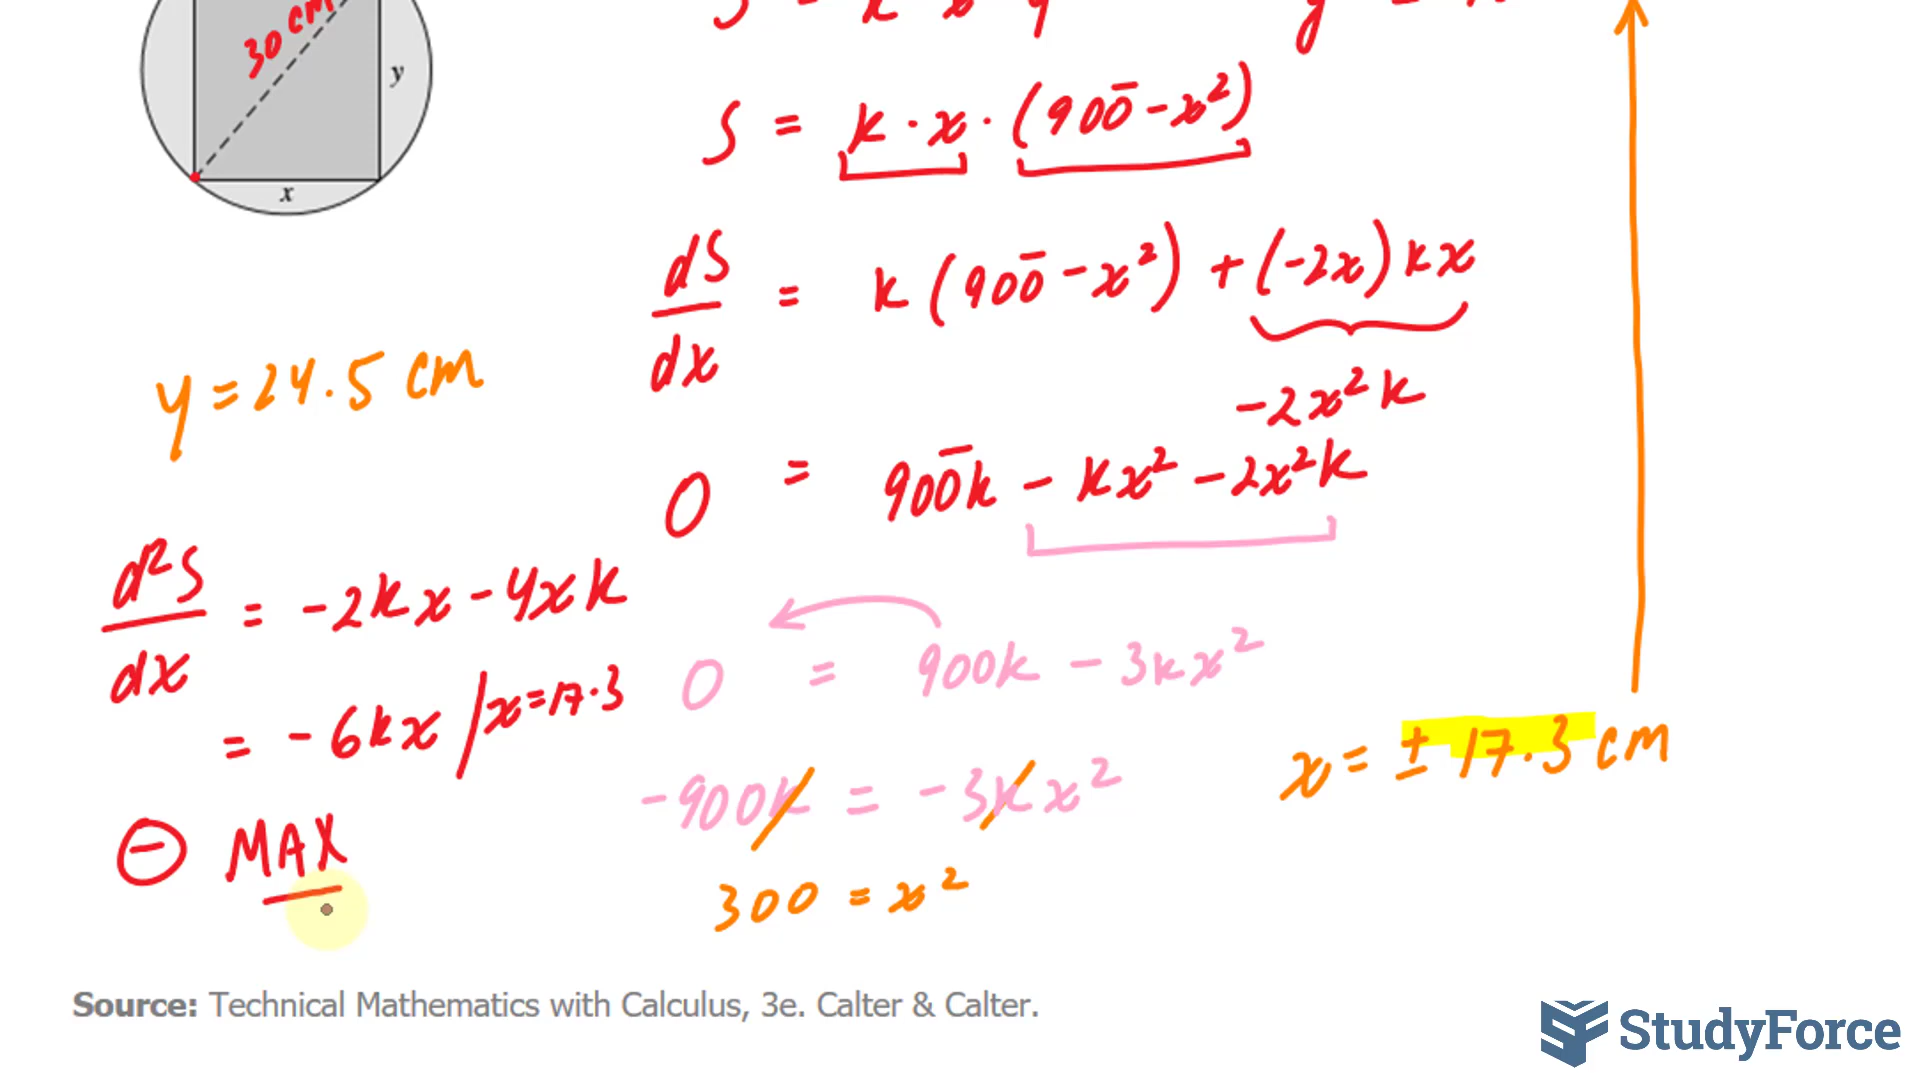 30 cm
y
x
S = k · x · (900̅ - x²)
dS/dx = k(900̅ - x²) + (-2x)kx
-2x²k
y = 24.5 cm
0 = 900̅k - kx² - 2x²k
d²S/dx = -2kx - 4xk
= -6kx / x=17.3
0 = 900k - 3kx²
x = ± 17.3 cm
-900k = -3kx²
⊖ MAX
300 = x²
Source: Technical Mathematics with Calculus, 3e. Calter & Calter.
StudyForce